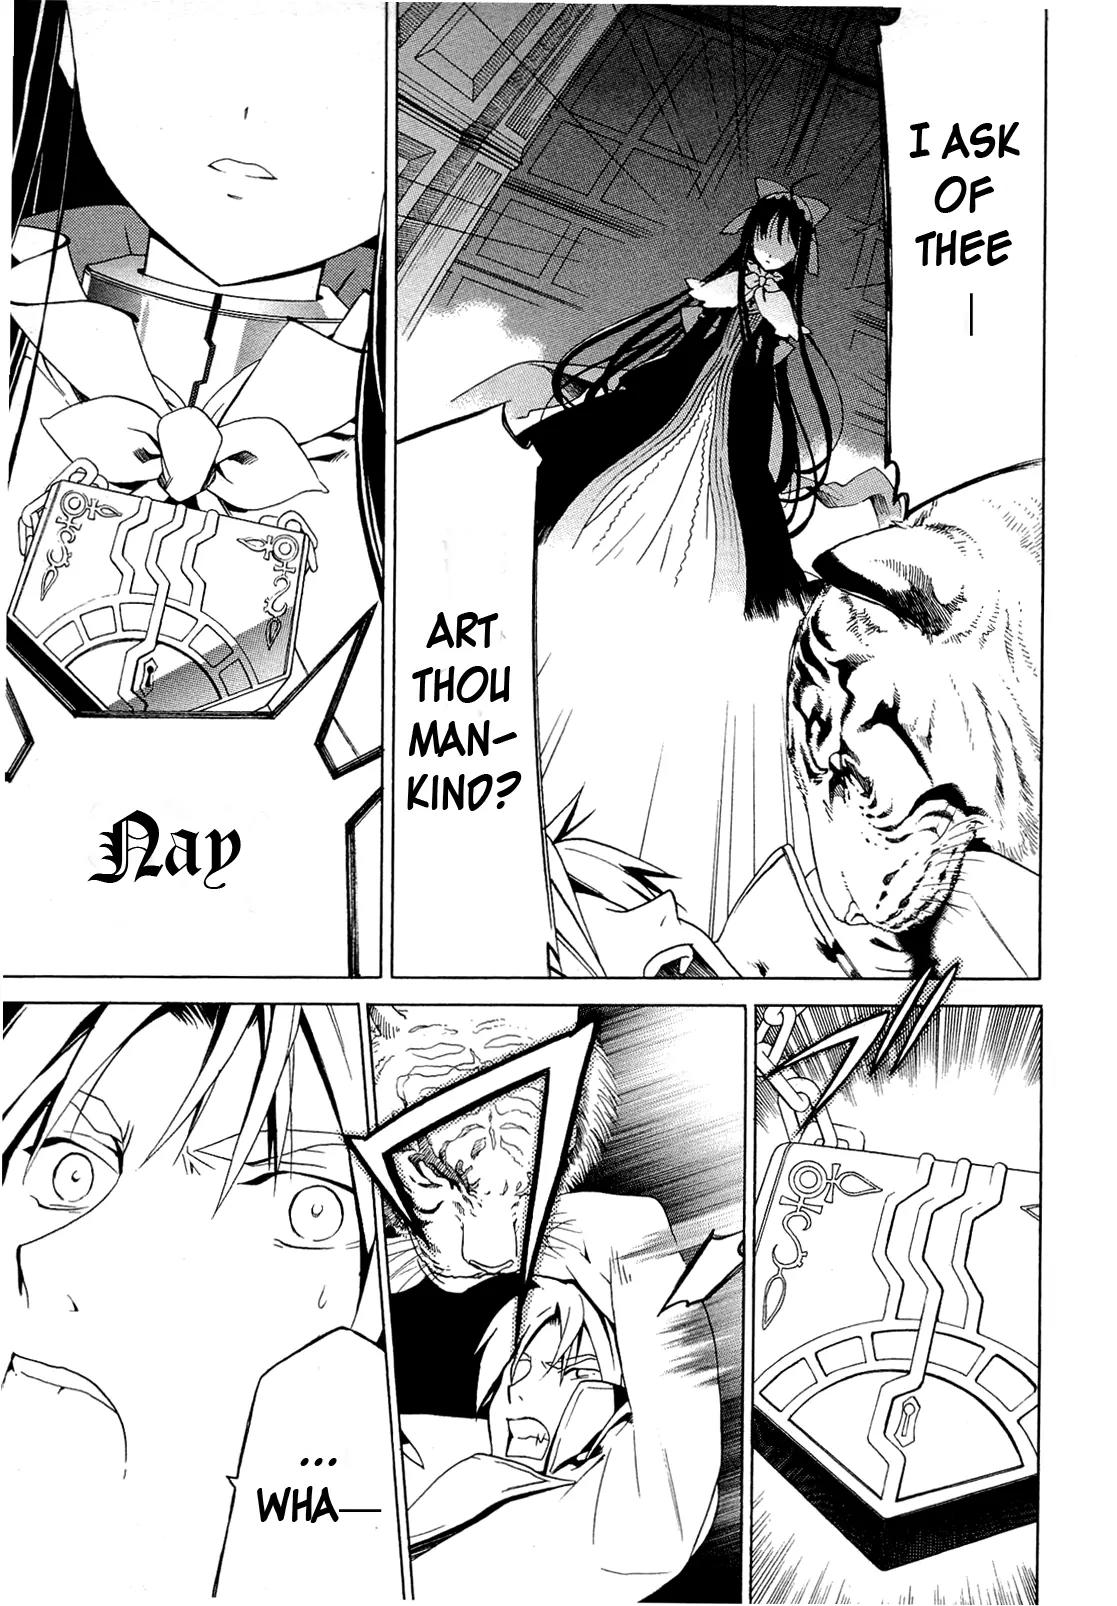 I ASK
OF
THEE
—
ART
THOU
MAN-
KIND?
Nay
...
WHA—